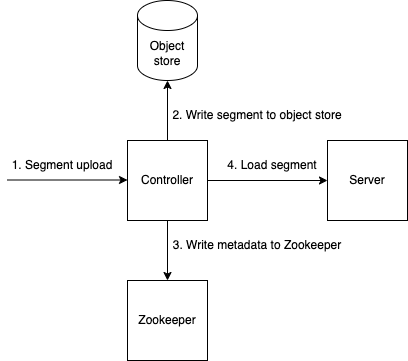 Object
store
2. Write segment to object store
1. Segment upload
Controller
4. Load segment
Server
3. Write metadata to Zookeeper
Zookeeper